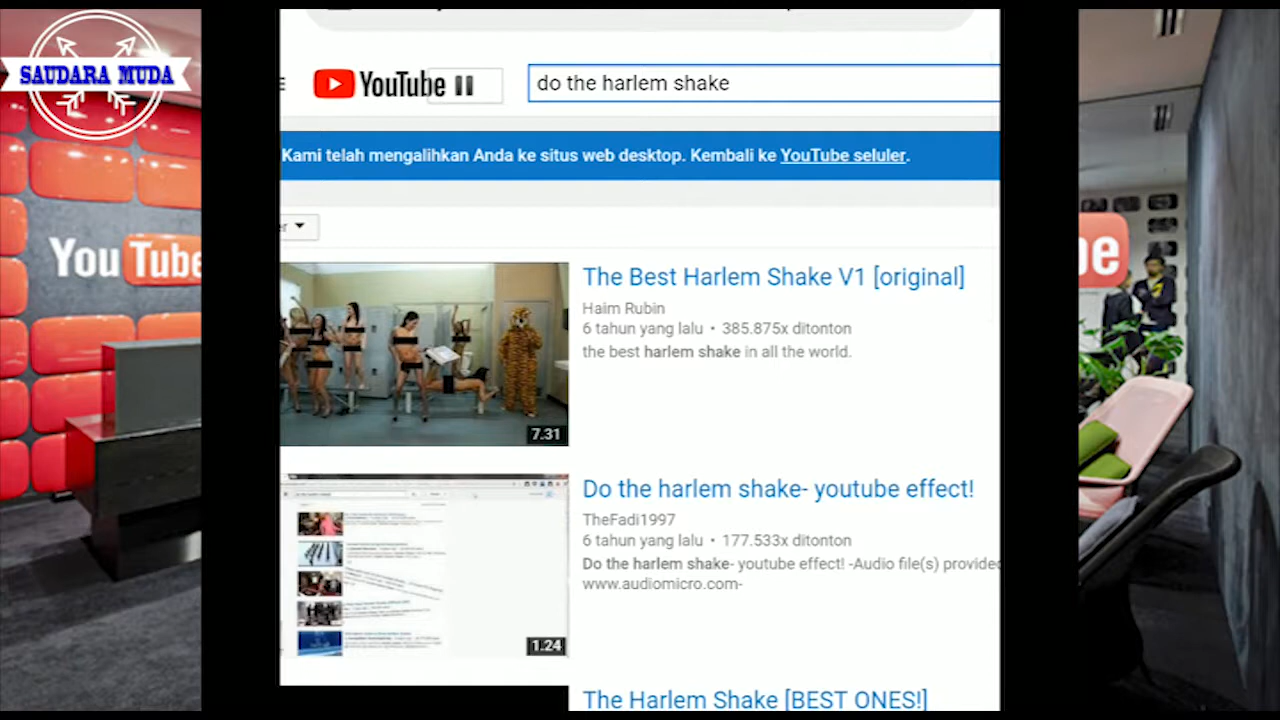 SAUDARA MUDA
You Tube
be
YouTube
do the harlem shake
Kami telah mengalihkan Anda ke situs web desktop. Kembali ke YouTube seluler.
The Best Harlem Shake V1 [original]
Haim Rubin
6 tahun yang lalu • 385.875x ditonton
the best harlem shake in all the world.
7.31
Do the harlem shake- youtube effect!
TheFadi1997
6 tahun yang lalu • 177.533x ditonton
Do the harlem shake- youtube effect! -Audio file(s) provided
www.audiomicro.com-
1.24
The Harlem Shake [BEST ONES!]